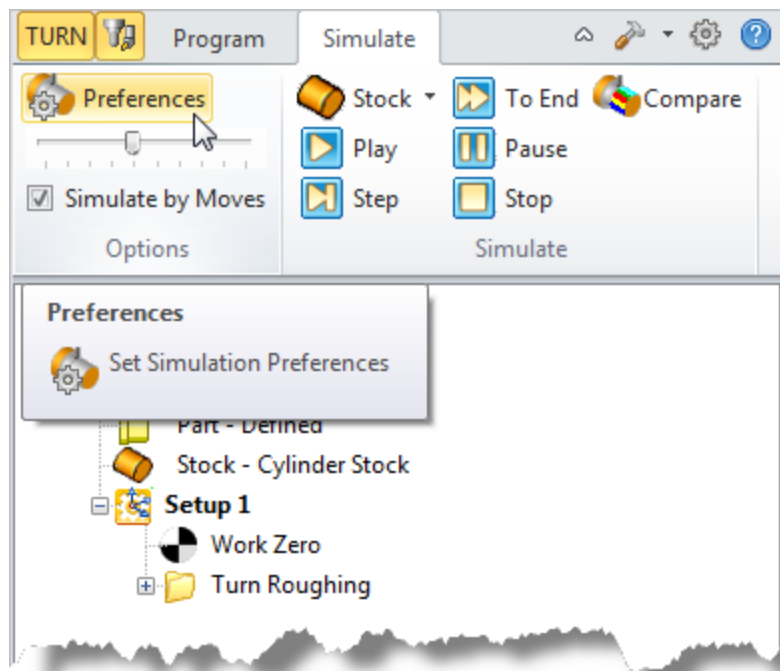 TURN Program Simulate
Preferences Stock To End Compare
Play Pause
Simulate by Moves Step Stop
Options Simulate
Preferences
Set Simulation Preferences
Part - Defined
Stock - Cylinder Stock
Setup 1
Work Zero
Turn Roughing